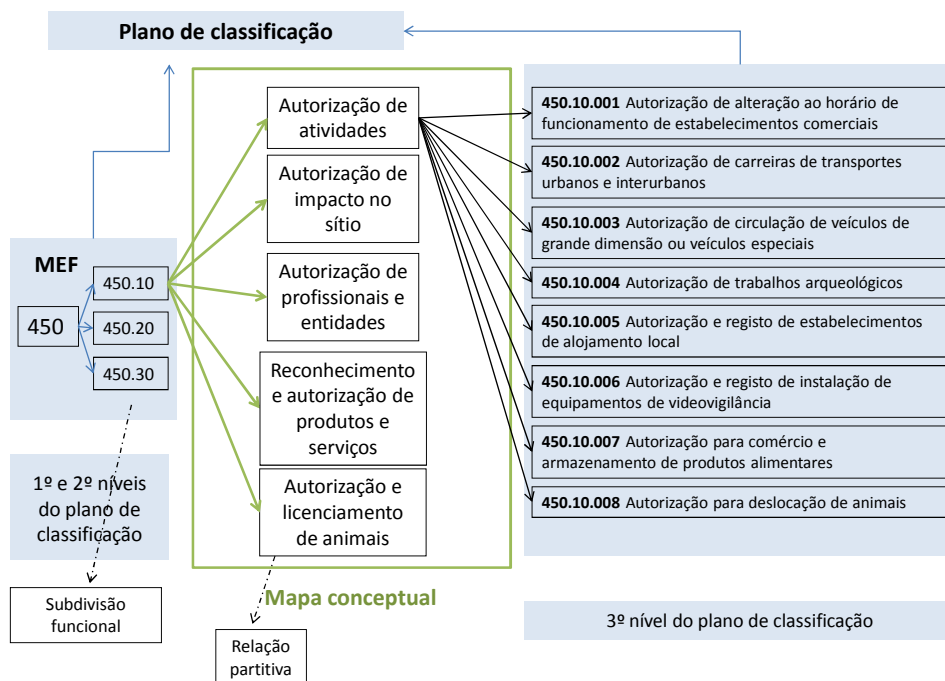 Plano de classificação
MEF
450
450.10
450.20
450.30
1º e 2º níveis
do plano de
classificação
Subdivisão
funcional
Autorização de
atividades
Autorização de
impacto no
sítio
Autorização de
profissionais e
entidades
Reconhecimento
e autorização de
produtos e
serviços
Autorização e
licenciamento
de animais
Mapa conceptual
Relação
partitiva
450.10.001 Autorização de alteração ao horário de
funcionamento de estabelecimentos comerciais
450.10.002 Autorização de carreiras de transportes
urbanos e interurbanos
450.10.003 Autorização de circulação de veículos de
grande dimensão ou veículos especiais
450.10.004 Autorização de trabalhos arqueológicos
450.10.005 Autorização e registo de estabelecimentos
de alojamento local
450.10.006 Autorização e registo de instalação de
equipamentos de videovigilância
450.10.007 Autorização para comércio e
armazenamento de produtos alimentares
450.10.008 Autorização para deslocação de animais
3º nível do plano de classificação